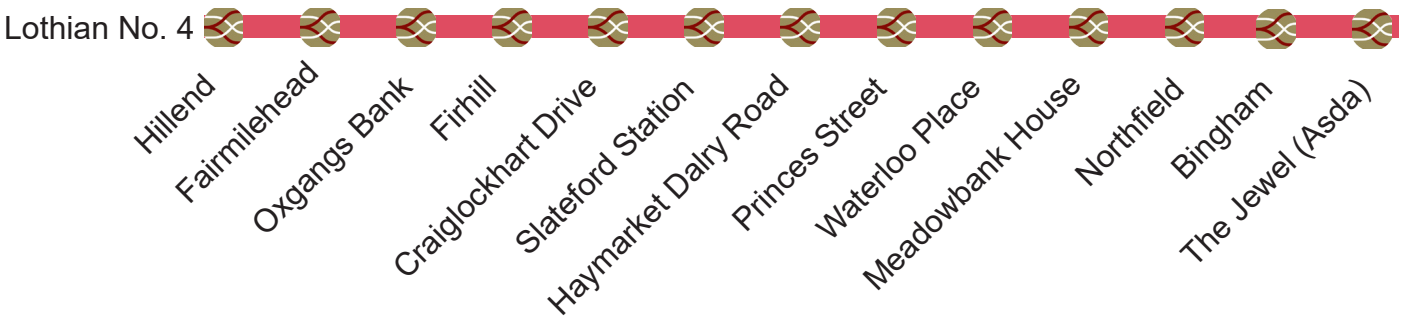 Lothian No. 4
Hillend
Fairmilehead
Oxgangs Bank
Firhill
Craiglockhart Drive
Slateford Station
Haymarket Dalry Road
Princes Street
Waterloo Place
Meadowbank House
Northfield
Bingham
The Jewel (Asda)